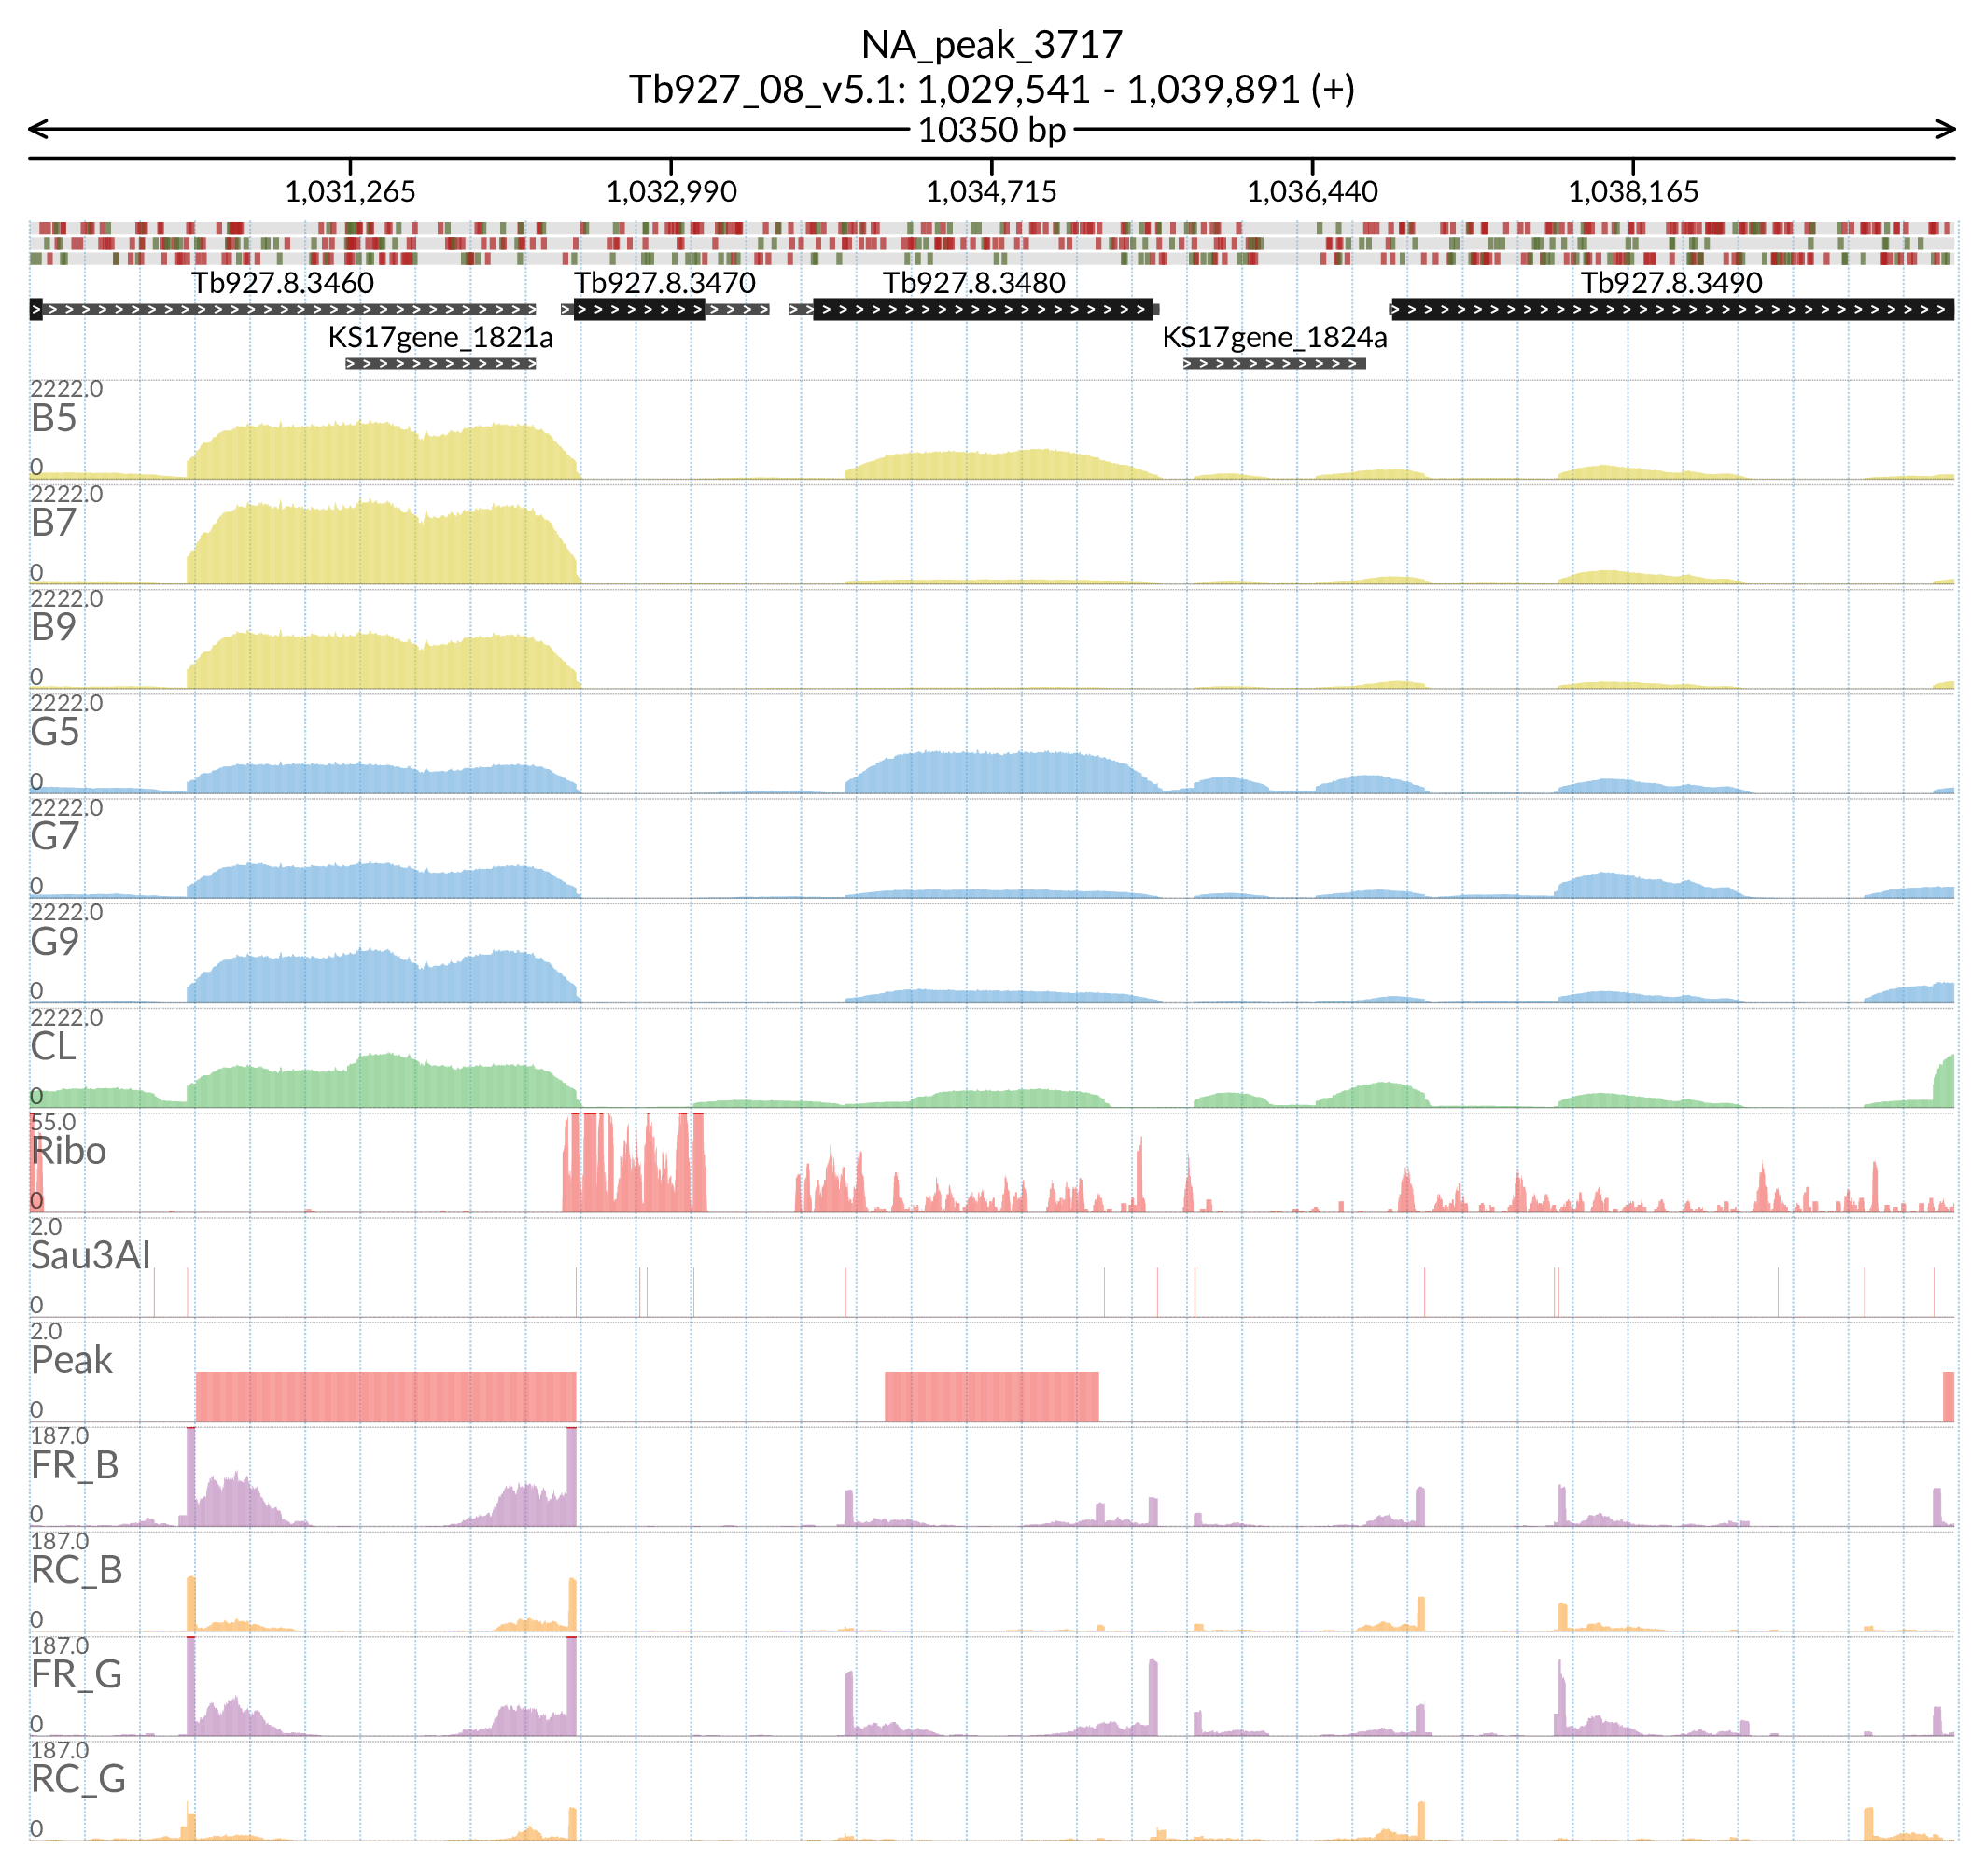 NA_peak_3717
Tb927_08_v5.1: 1,029,541 - 1,039,891 (+)
10350 bp
1,031,265 1,032,990 1,034,715 1,036,440 1,038,165
Tb927.8.3460 Tb927.8.3470 Tb927.8.3480 Tb927.8.3490
KS17gene_1821a KS17gene_1824a
2222.0
B5
0
2222.0
B7
0
2222.0
B9
0
2222.0
G5
0
2222.0
G7
0
2222.0
G9
0
2222.0
CL
0
55.0
Ribo
0
2.0
Sau3AI
0
2.0
Peak
0
187.0
FR_B
0
187.0
RC_B
0
187.0
FR_G
0
187.0
RC_G
0